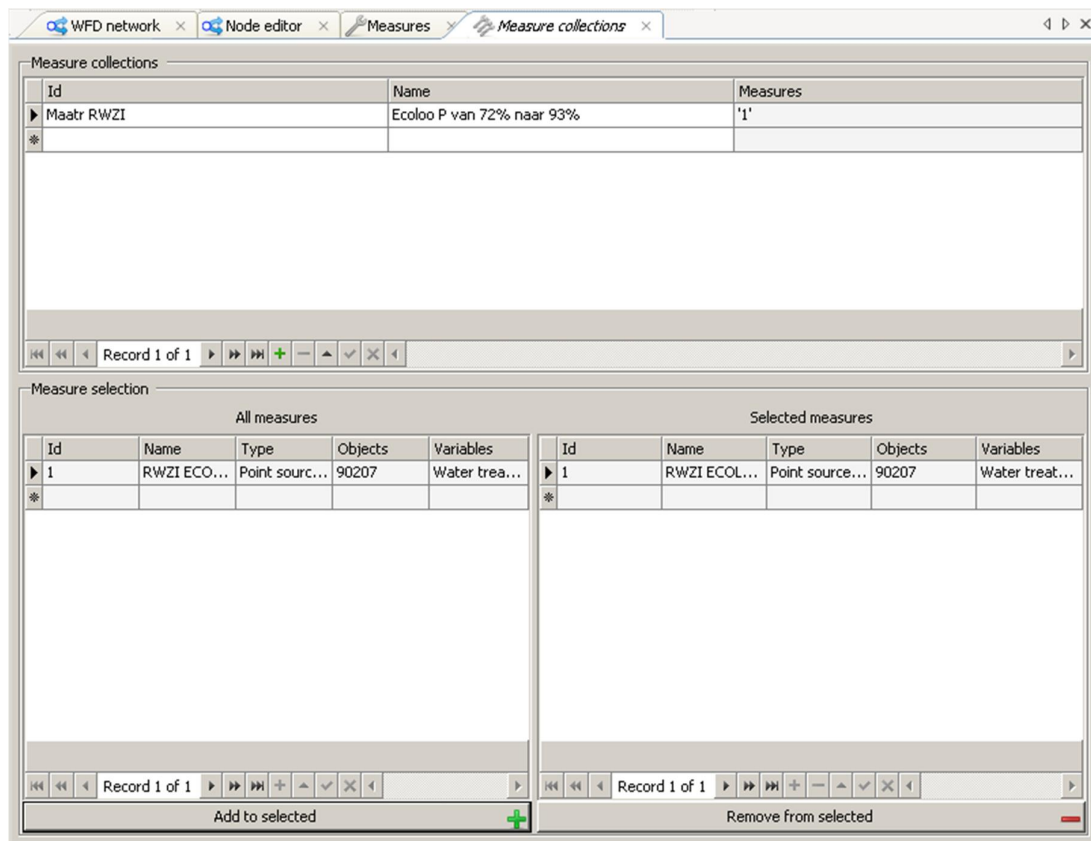 WFD network Node editor Measures Measure collections
Measure collections
Id Name Measures
Maatr RWZI Ecoloo P van 72% naar 93% '1'
Record 1 of 1
Measure selection
All measures Selected measures
Id Name Type Objects Variables Id Name Type Objects Variables
1 RWZI ECO... Point sourc... 90207 Water trea... 1 RWZI ECOL... Point source... 90207 Water treat...
Record 1 of 1 Record 1 of 1
Add to selected Remove from selected